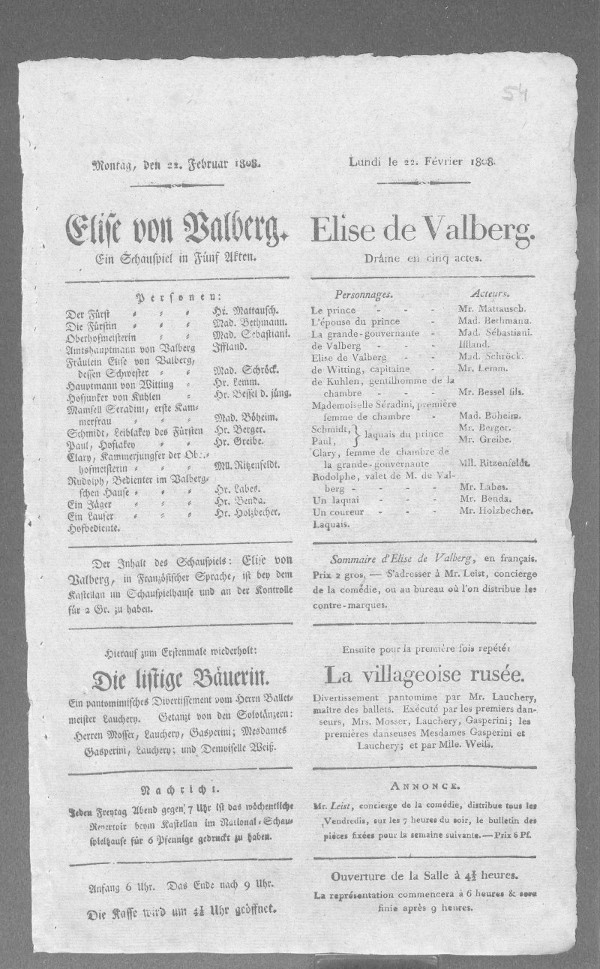 54
Montag, den 22. Februar 1808.
Elise von Valberg.
Ein Schauspiel in Fünf Akten.
Personen:
Der Fürst - - - Hr. Mattausch.
Die Fürstin - - - Mad. Bethmann.
Oberhofmeisterin - - Mad. Sebastiani.
Amtshauptmann von Valberg Iffland.
Fräulein Elise von Valberg,
dessen Schwester - - Mad. Schröck.
Hauptmann von Witting - Hr. Lemm.
Hofjunker von Kuhlen - Hr. Bessel d. jüng.
Mamsell Seradini, erste Kam-
merfrau - - - Mad. Böheim.
Schmidt, Leiblakey des Fürsten Hr. Berger.
Paul, Hoflakey - - Hr. Greibe.
Clary, Kammerjungfer der Ober-
hofmeisterin - - Mll. Ritzenfeldt.
Rudolph, Bedienter im Valberg-
schen Hause - - - Hr. Labes.
Ein Jäger - - - Hr. Benda.
Ein Laufer - - - Hr. Holzbecher.
Hofbediente.
Der Inhalt des Schauspiels: Elise von
Valberg, in Französischer Sprache, ist bey dem
Kastellan im Schauspielhause und an der Kontrolle
für 2 Gr. zu haben.
Hierauf zum Erstenmale wiederholt:
Die listige Bäuerin.
Ein pantomimisches Divertissement vom Herrn Ballet-
meister Lauchery. Getanzt von den Solotänzern:
Herren Mosser, Lauchery, Gasperini; Mesdames
Gasperini, Lauchery; und Demoiselle Weiß.
Nachricht.
Jeden Freytag Abend gegen 7 Uhr ist das wöchentliche
Repertoir beym Kastellan im National-Schau-
spielhause für 6 Pfennige gedruckt zu haben.
Anfang 6 Uhr. Das Ende nach 9 Uhr.
Die Kasse wird um 4½ Uhr geöffnet.
Lundi le 22. Février 1808.
Elise de Valberg.
Drâme en cinq actes.
Personnages. Acteurs.
Le prince - - - Mr. Mattausch.
L'épouse du prince - - Mad. Bethmann.
La grande-gouvernante - Mad. Sébastiani.
de Valberg - - - Iffland.
Elise de Valberg - - Mad. Schröck.
de Witting, capitaine - Mr. Lemm.
de Kuhlen, gentilhomme de la
chambre - - - Mr. Bessel fils.
Mademoiselle Séradini, première
femme de chambre - Mad. Böheim.
Schmidt, } laquais du prince Mr. Berger.
Paul, Mr. Greibe.
Clary, femme de chambre de
la grande-gouvernante Mll. Ritzenfeldt.
Rodolphe, valet de M. de Val-
berg - - - - Mr. Labes.
Un laquai - - - Mr. Benda.
Un coureur - - - Mr. Holzbecher.
Laquais.
Sommaire d'Elise de Valberg, en français.
Prix 2 gros, — S'adresser à Mr. Leist, concierge
de la comédie, ou au bureau où l'on distribue les
contre-marques.
Ensuite pour la première fois repété:
La villageoise rusée.
Divertissement pantomime par Mr. Lauchery,
maître des ballets. Exécuté par les premiers dan-
seurs, Mrs. Mosser, Lauchery, Gasperini; les
premières danseuses Mesdames Gasperini et
Lauchery; et par Mlle. Weiss.
Annonce.
Mr. Leist, concierge de la comédie, distribue tous les
Vendredis, sur les 7 heures du soir, le bulletin des
pièces fixées pour la semaine suivante. — Prix 6 Pf.
Ouverture de la Salle à 4½ heures.
La représentation commencera à 6 heures & sera
finie après 9 heures.